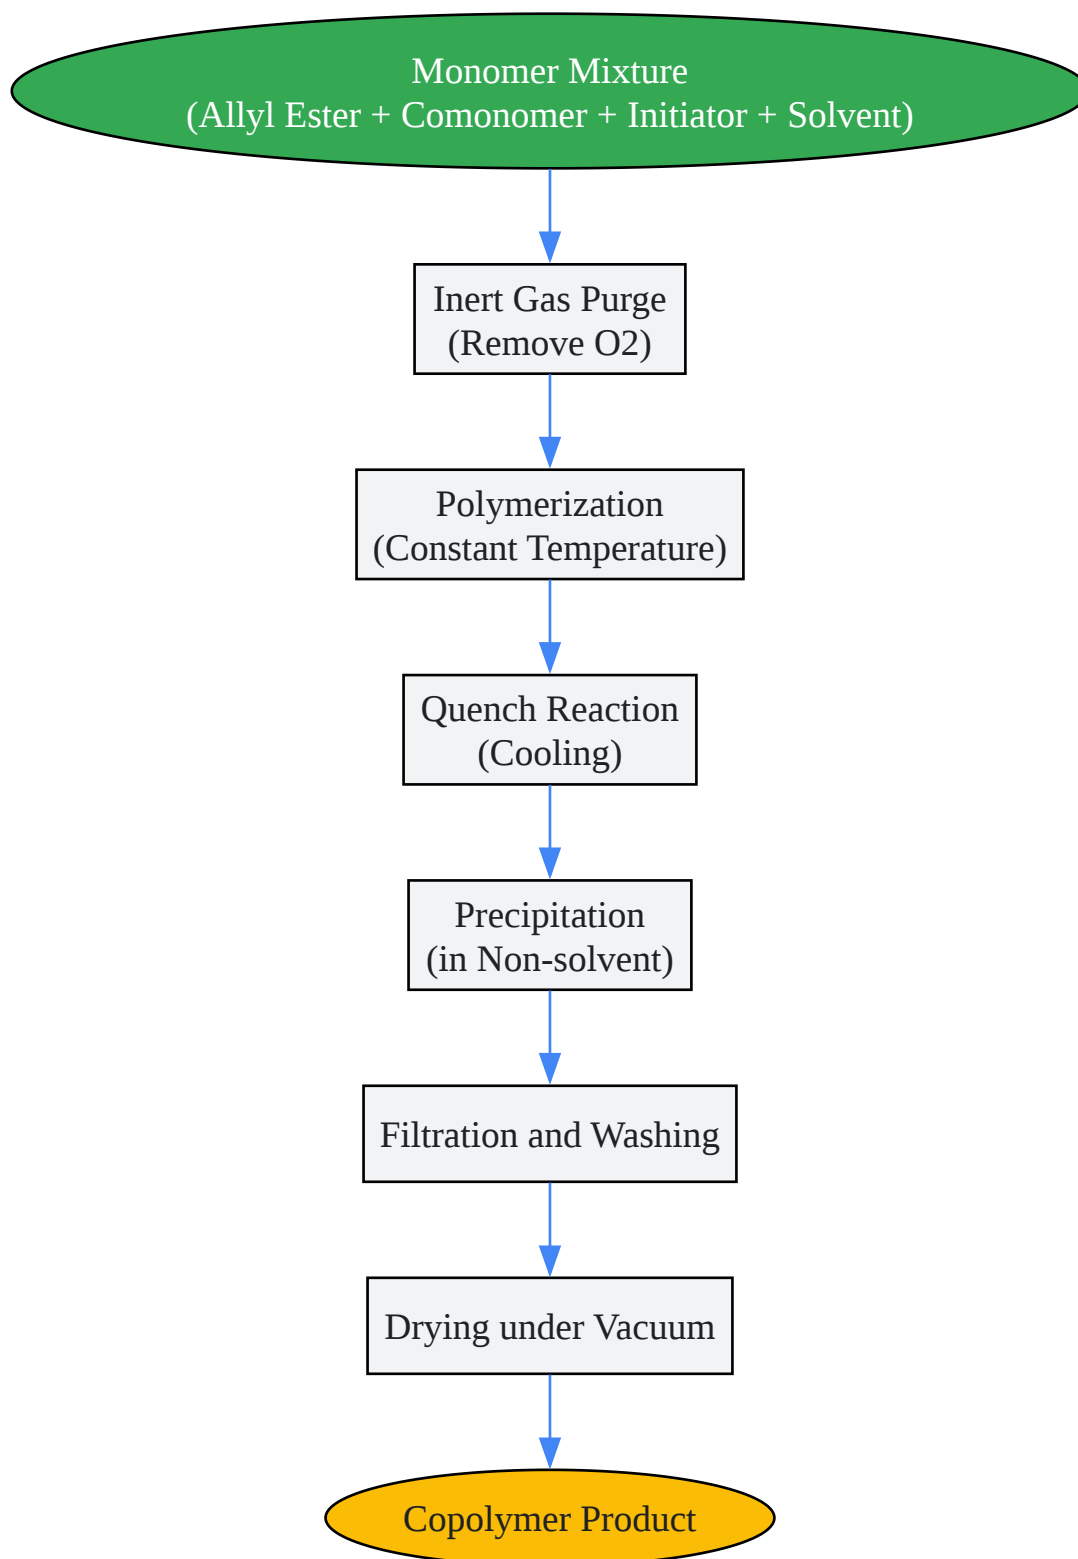 Monomer Mixture
(Allyl Ester + Comonomer + Initiator + Solvent)
Inert Gas Purge
(Remove O2)
Polymerization
(Constant Temperature)
Quench Reaction
(Cooling)
Precipitation
(in Non-solvent)
Filtration and Washing
Drying under Vacuum
Copolymer Product